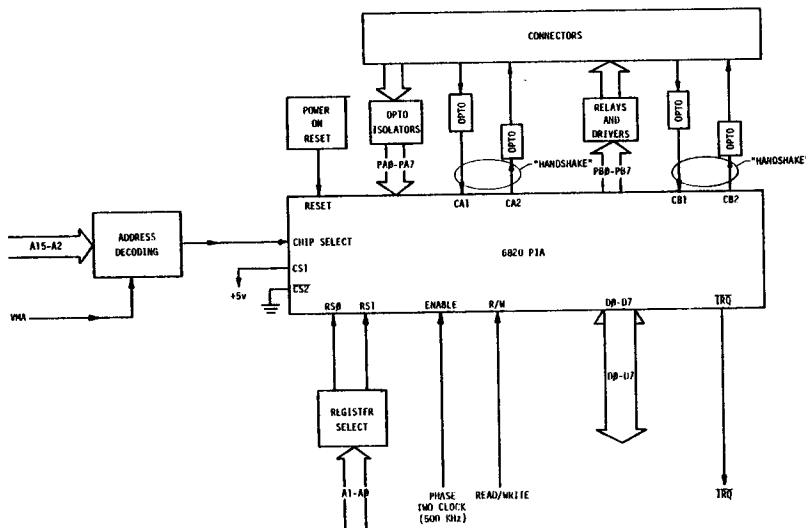 CONNECTORS
POWER
ON
RESET
OPTO
ISOLATORS
OPTO
OPTO
RELAYS
AND
DRIVERS
OPTO
OPTO
PAØ-PA7
"HANDSHAKE"
PBØ-PB7
"HANDSHAKE"
RESET
CA1
CA2
CB1
CB2
A15-A2
ADDRESS
DECODING
CHIP SELECT
6820 PIA
CS1
+5v
CS2
VMA
RSØ
RS1
ENABLE
R/W
DØ-D7
IRQ
DØ-D7
REGISTER
SELECT
A1-AØ
PHASE
TWO CLOCK
(500 KHz)
READ/WRITE
IRQ